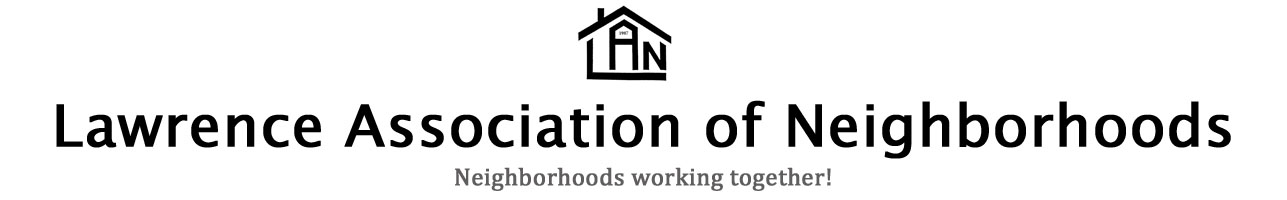 LAN
Lawrence Association of Neighborhoods
Neighborhoods working together!